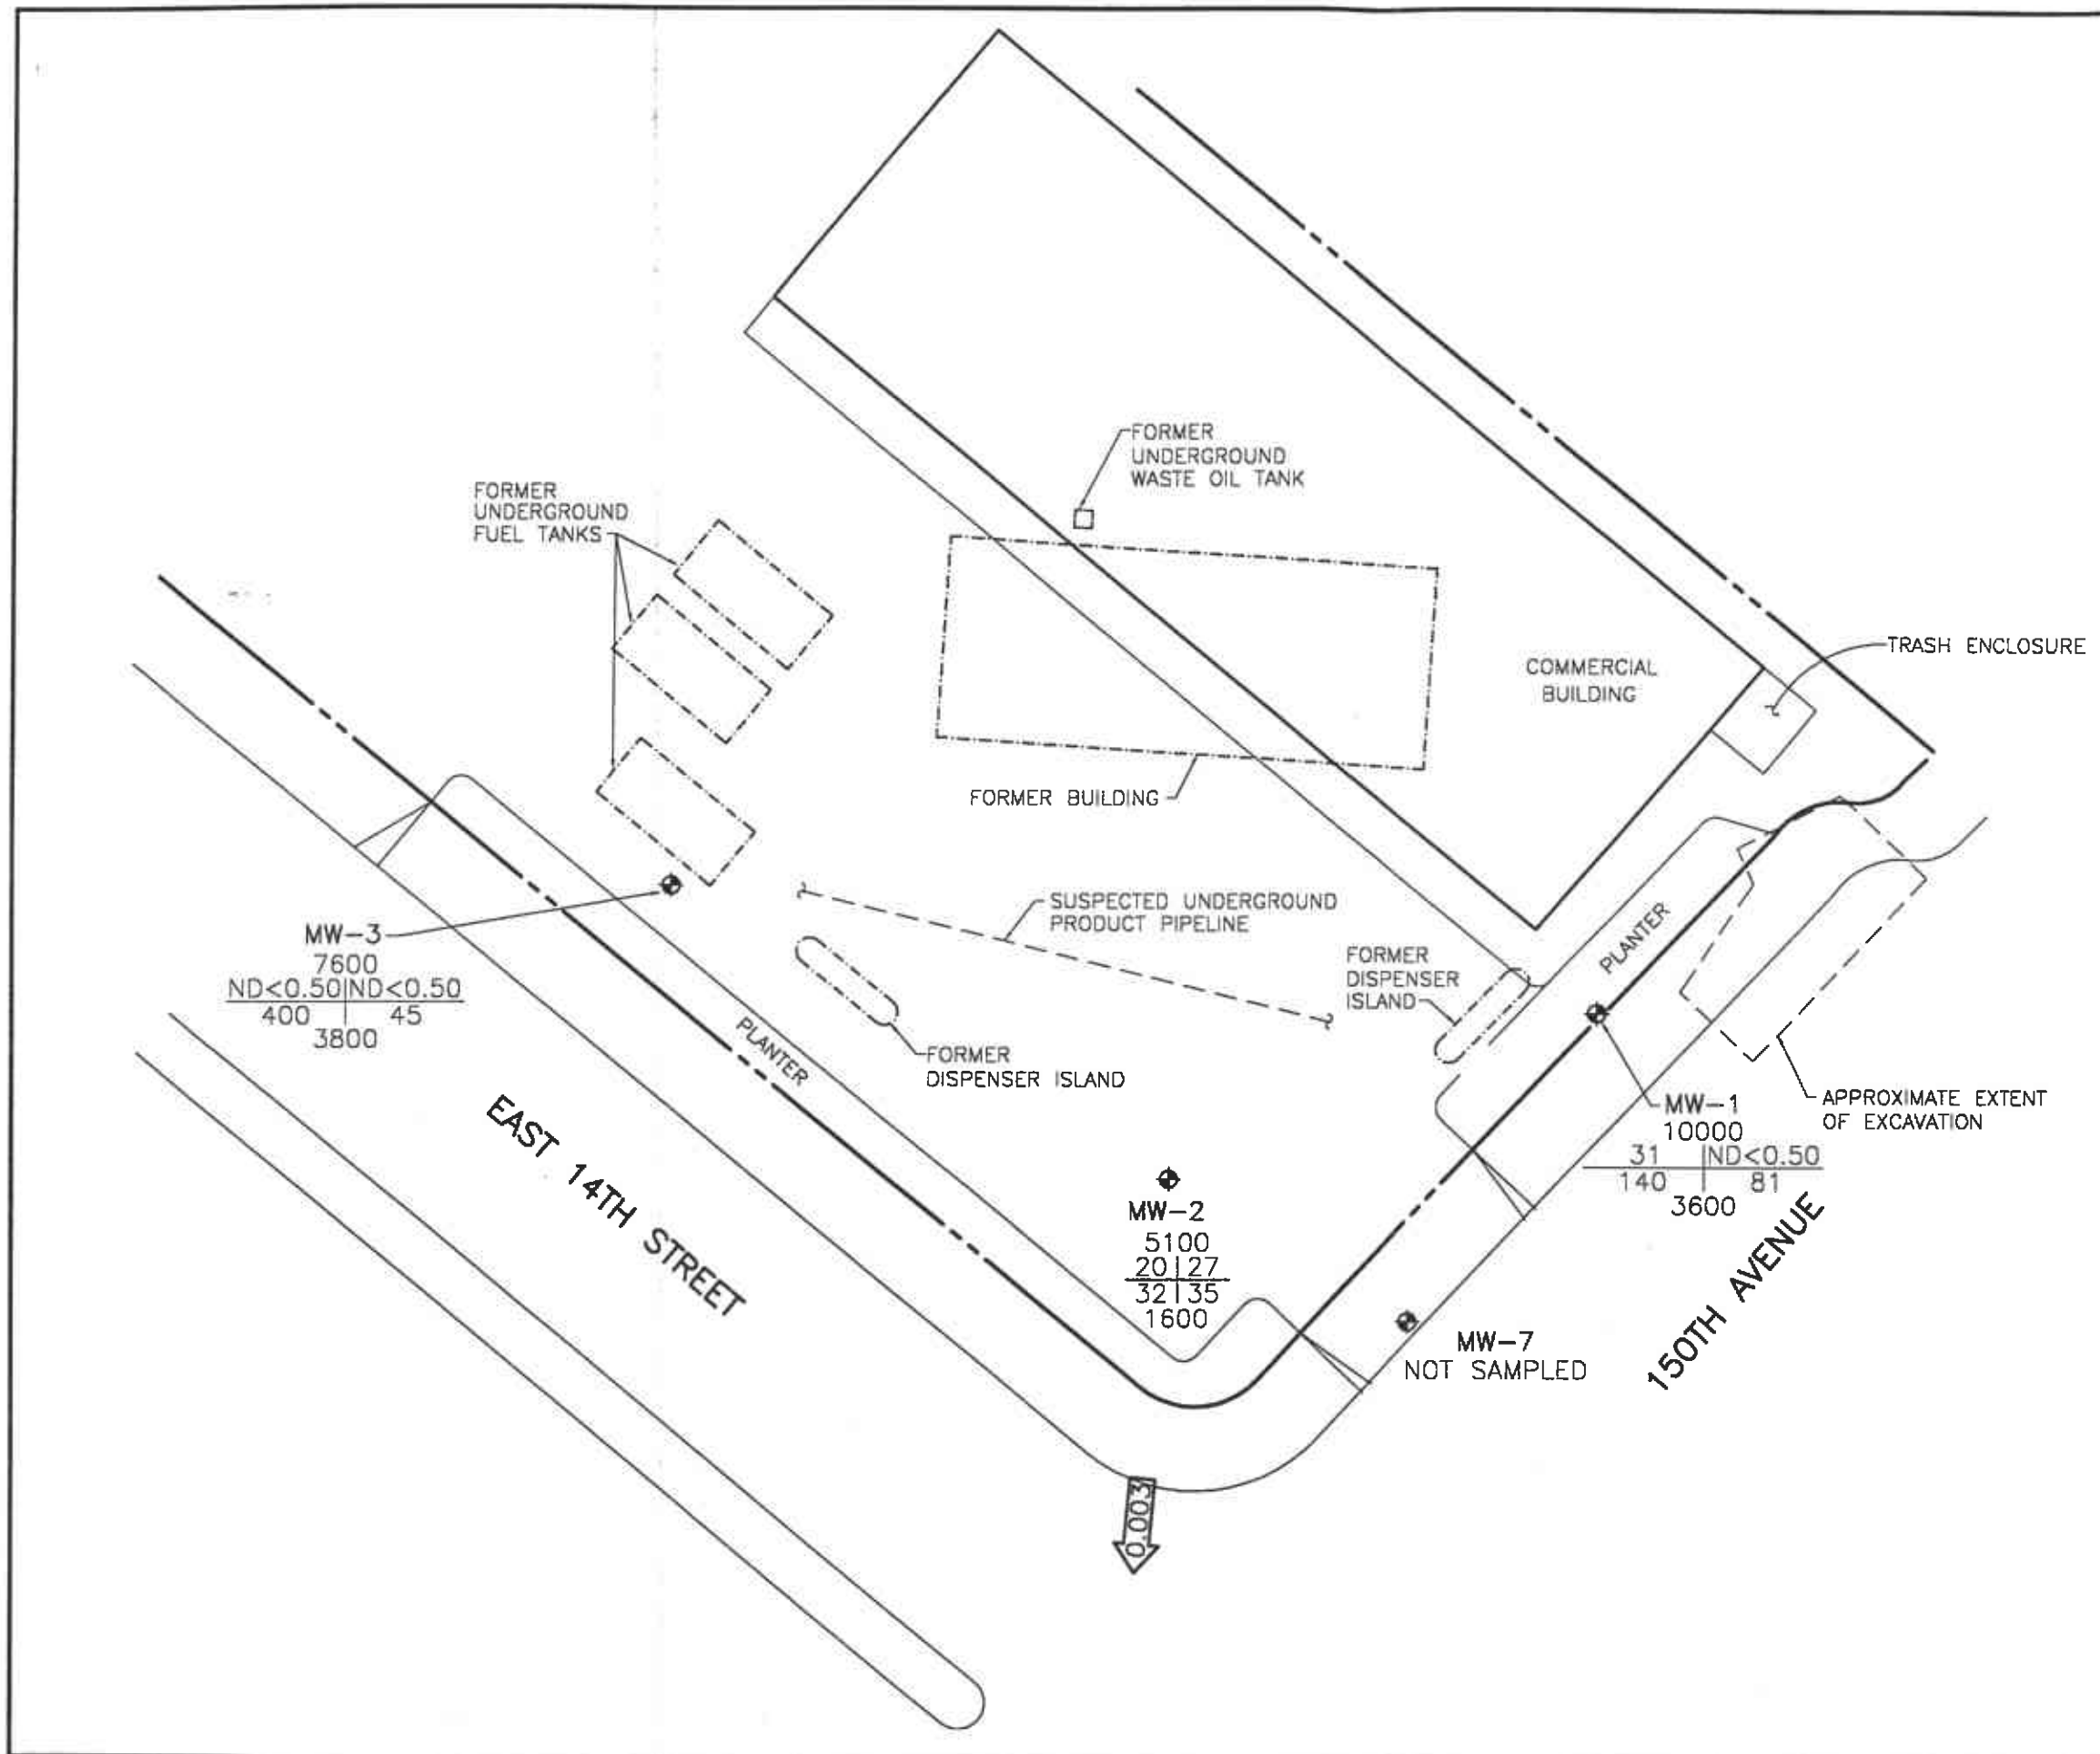 FORMER
UNDERGROUND
WASTE OIL TANK
FORMER
UNDERGROUND
FUEL TANKS
TRASH ENCLOSURE
COMMERCIAL
BUILDING
FORMER BUILDING
SUSPECTED UNDERGROUND
PRODUCT PIPELINE
PLANTER
FORMER
DISPENSER
ISLAND
MW-3
7600
ND<0.50|ND<0.50
400 | 45
3800
PLANTER
FORMER
DISPENSER ISLAND
APPROXIMATE EXTENT
OF EXCAVATION
MW-1
10000
31 |ND<0.50
140 | 81
3600
EAST 14TH STREET
MW-2
5100
20|27
32|35
1600
150TH AVENUE
MW-7
NOT SAMPLED
0.003